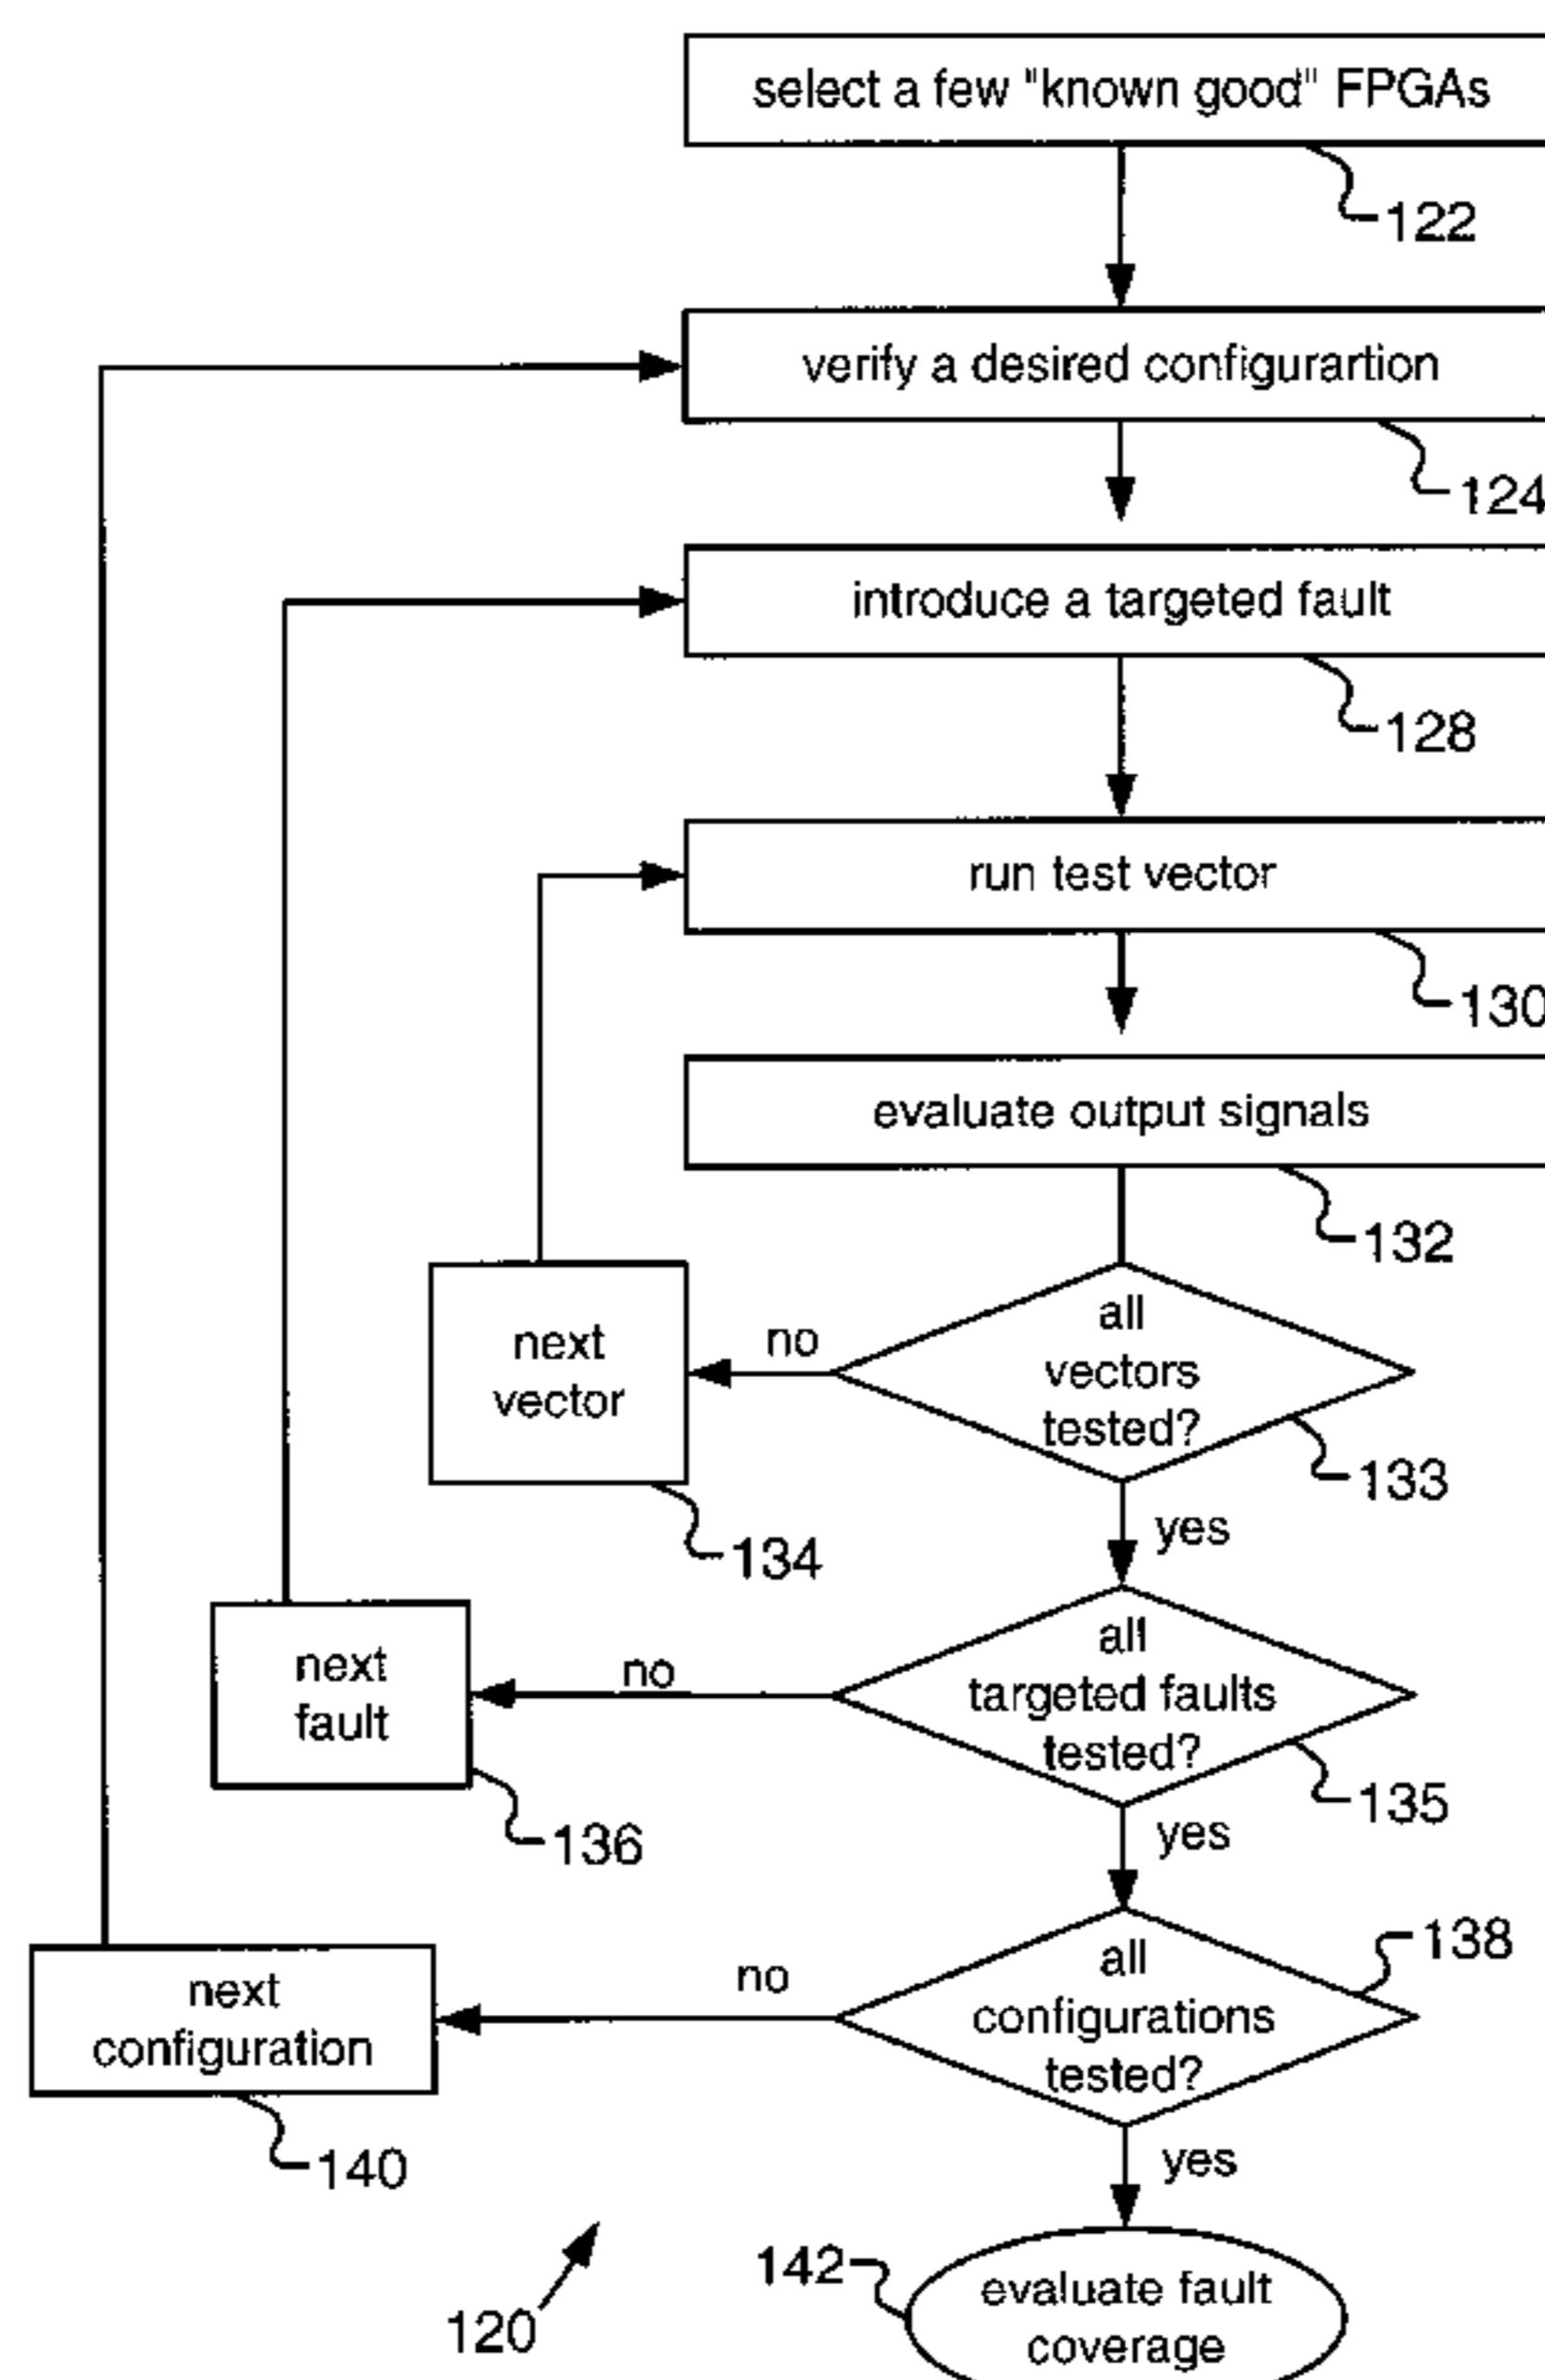 select a few "known good" FPGAs
122
verify a desired configurartion
124
introduce a targeted fault
128
run test vector
130
evaluate output signals
132
all
vectors
tested?
no
next
vector
133
134
yes
all
targeted faults
tested?
no
next
fault
135
136
yes
138
all
configurations
tested?
no
next
configuration
140
yes
142
evaluate fault
coverage
120